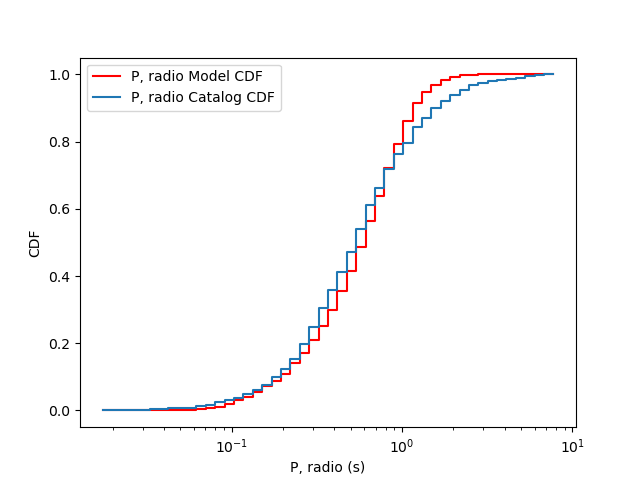 P, radio Model CDF
P, radio Catalog CDF
1.0
0.8
0.6
0.4
0.2
0.0
CDF
10⁻¹ 10⁰ 10¹
P, radio (s)